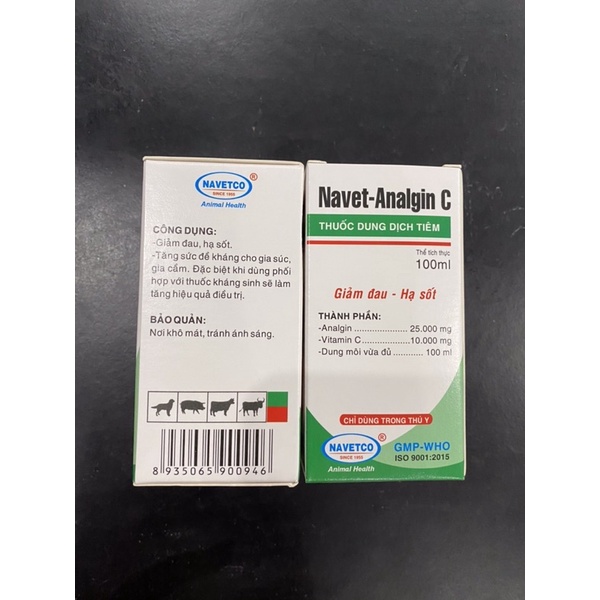 NAVETCO ®
SINCE 1955
Animal Health
CÔNG DỤNG:
-Giảm đau, hạ sốt.
-Tăng sức đề kháng cho gia súc,
gia cầm. Đặc biệt khi dùng phối
hợp với thuốc kháng sinh sẽ làm
tăng hiệu quả điều trị.
BẢO QUẢN:
Nơi khô mát, tránh ánh sáng.
8 935065 900946
Navet-Analgin C
THUỐC DUNG DỊCH TIÊM
Thể tích thực
100ml
Giảm đau - Hạ sốt
THÀNH PHẦN:
-Analgin ...................... 25.000 mg
-Vitamin C................... 10.000 mg
-Dung môi vừa đủ ............ 100 ml
CHỈ DÙNG TRONG THÚ Y
NAVETCO ®
SINCE 1955
Animal Health
GMP-WHO
ISO 9001:2015